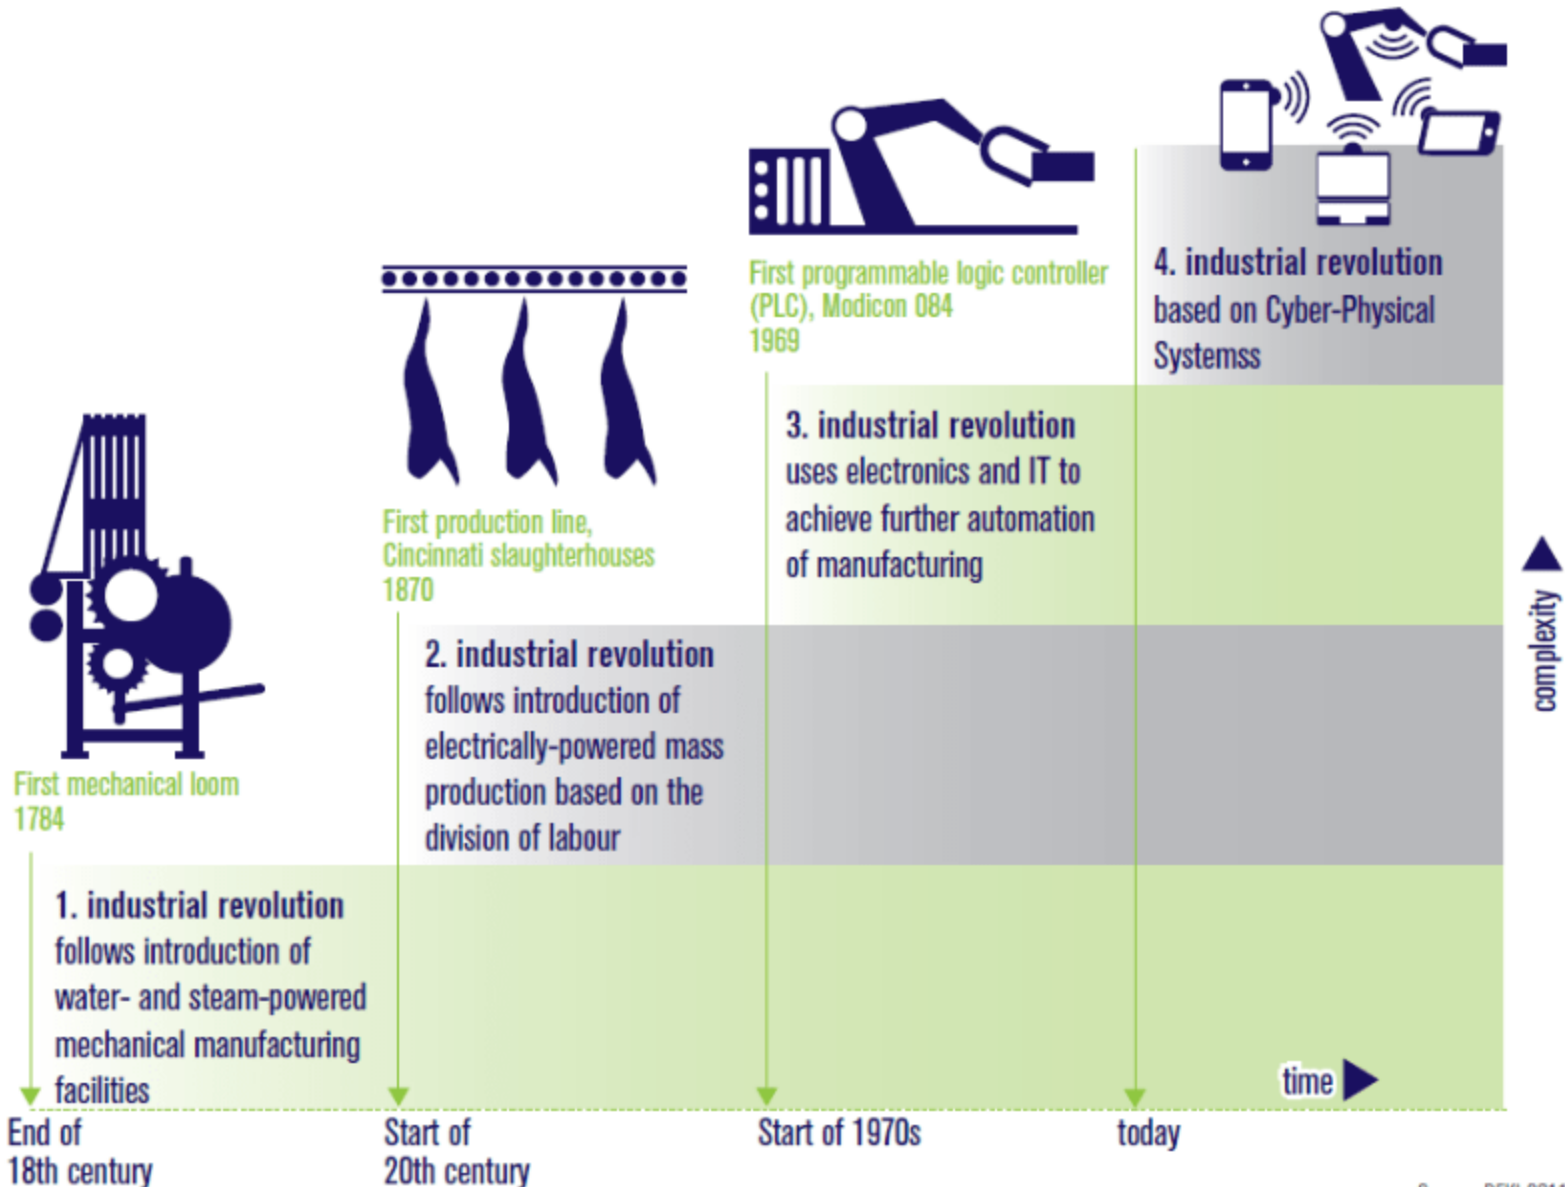 First mechanical loom
1784
First production line,
Cincinnati slaughterhouses
1870
First programmable logic controller
(PLC), Modicon 084
1969
4. industrial revolution
based on Cyber-Physical
Systemss
3. industrial revolution
uses electronics and IT to
achieve further automation
of manufacturing
2. industrial revolution
follows introduction of
electrically-powered mass
production based on the
division of labour
1. industrial revolution
follows introduction of
water- and steam-powered
mechanical manufacturing
facilities
complexity
time
End of
18th century
Start of
20th century
Start of 1970s
today